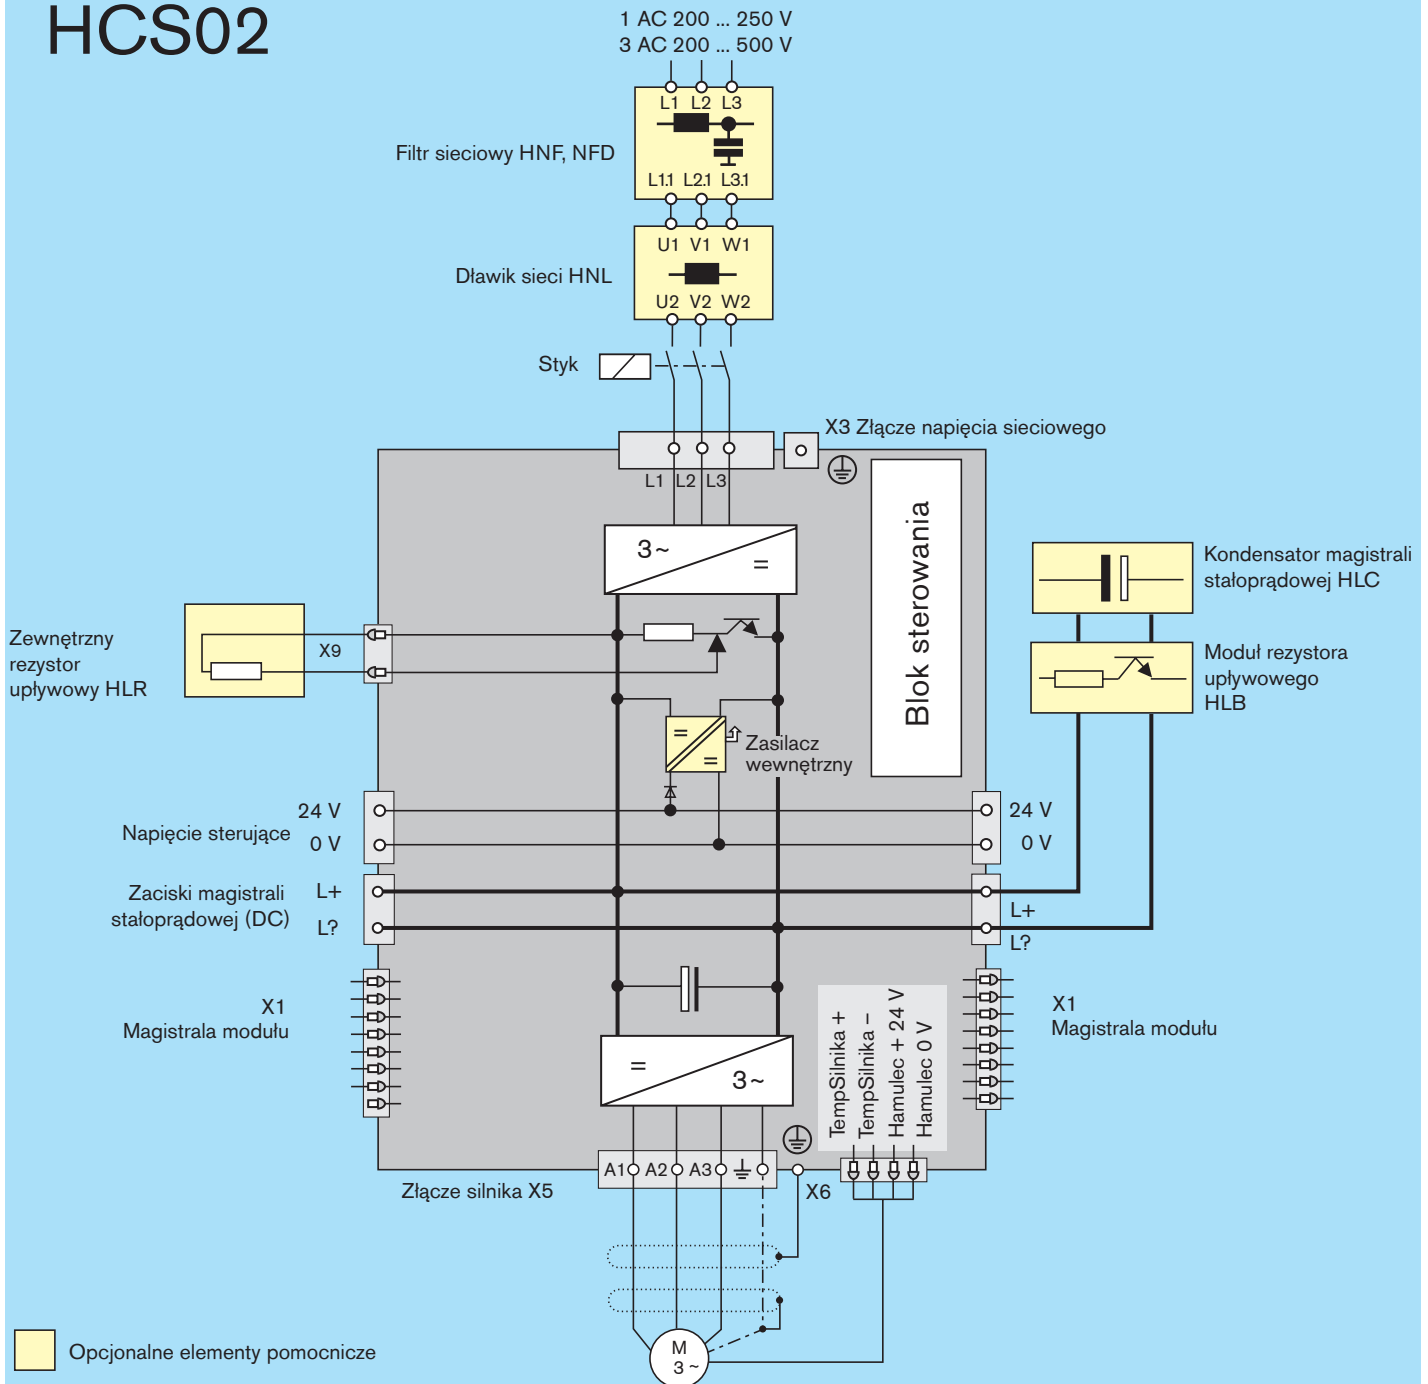 HCS02
1 AC 200 ... 250 V
3 AC 200 ... 500 V
L1 L2 L3
Filtr sieciowy HNF, NFD
L1.1 L2.1 L3.1
U1 V1 W1
Dławik sieci HNL
U2 V2 W2
Styk
X3 Złącze napięcia sieciowego
L1 L2 L3
Blok sterowania
3~
=
Kondensator magistrali
stałoprądowej HLC
Zewnętrzny
rezystor
upływowy HLR
X9
Moduł rezystora
upływowego
HLB
=
=
Zasilacz
wewnętrzny
Napięcie sterujące
24 V
0 V
24 V
0 V
Zaciski magistrali
stałoprądowej (DC)
L+
L?
L+
L?
X1
Magistrala modułu
X1
Magistrala modułu
TempSilnika +
TempSilnika –
Hamulec + 24 V
Hamulec 0 V
=
3~
A1 A2 A3
Złącze silnika X5
X6
M
3 ~
Opcjonalne elementy pomocnicze